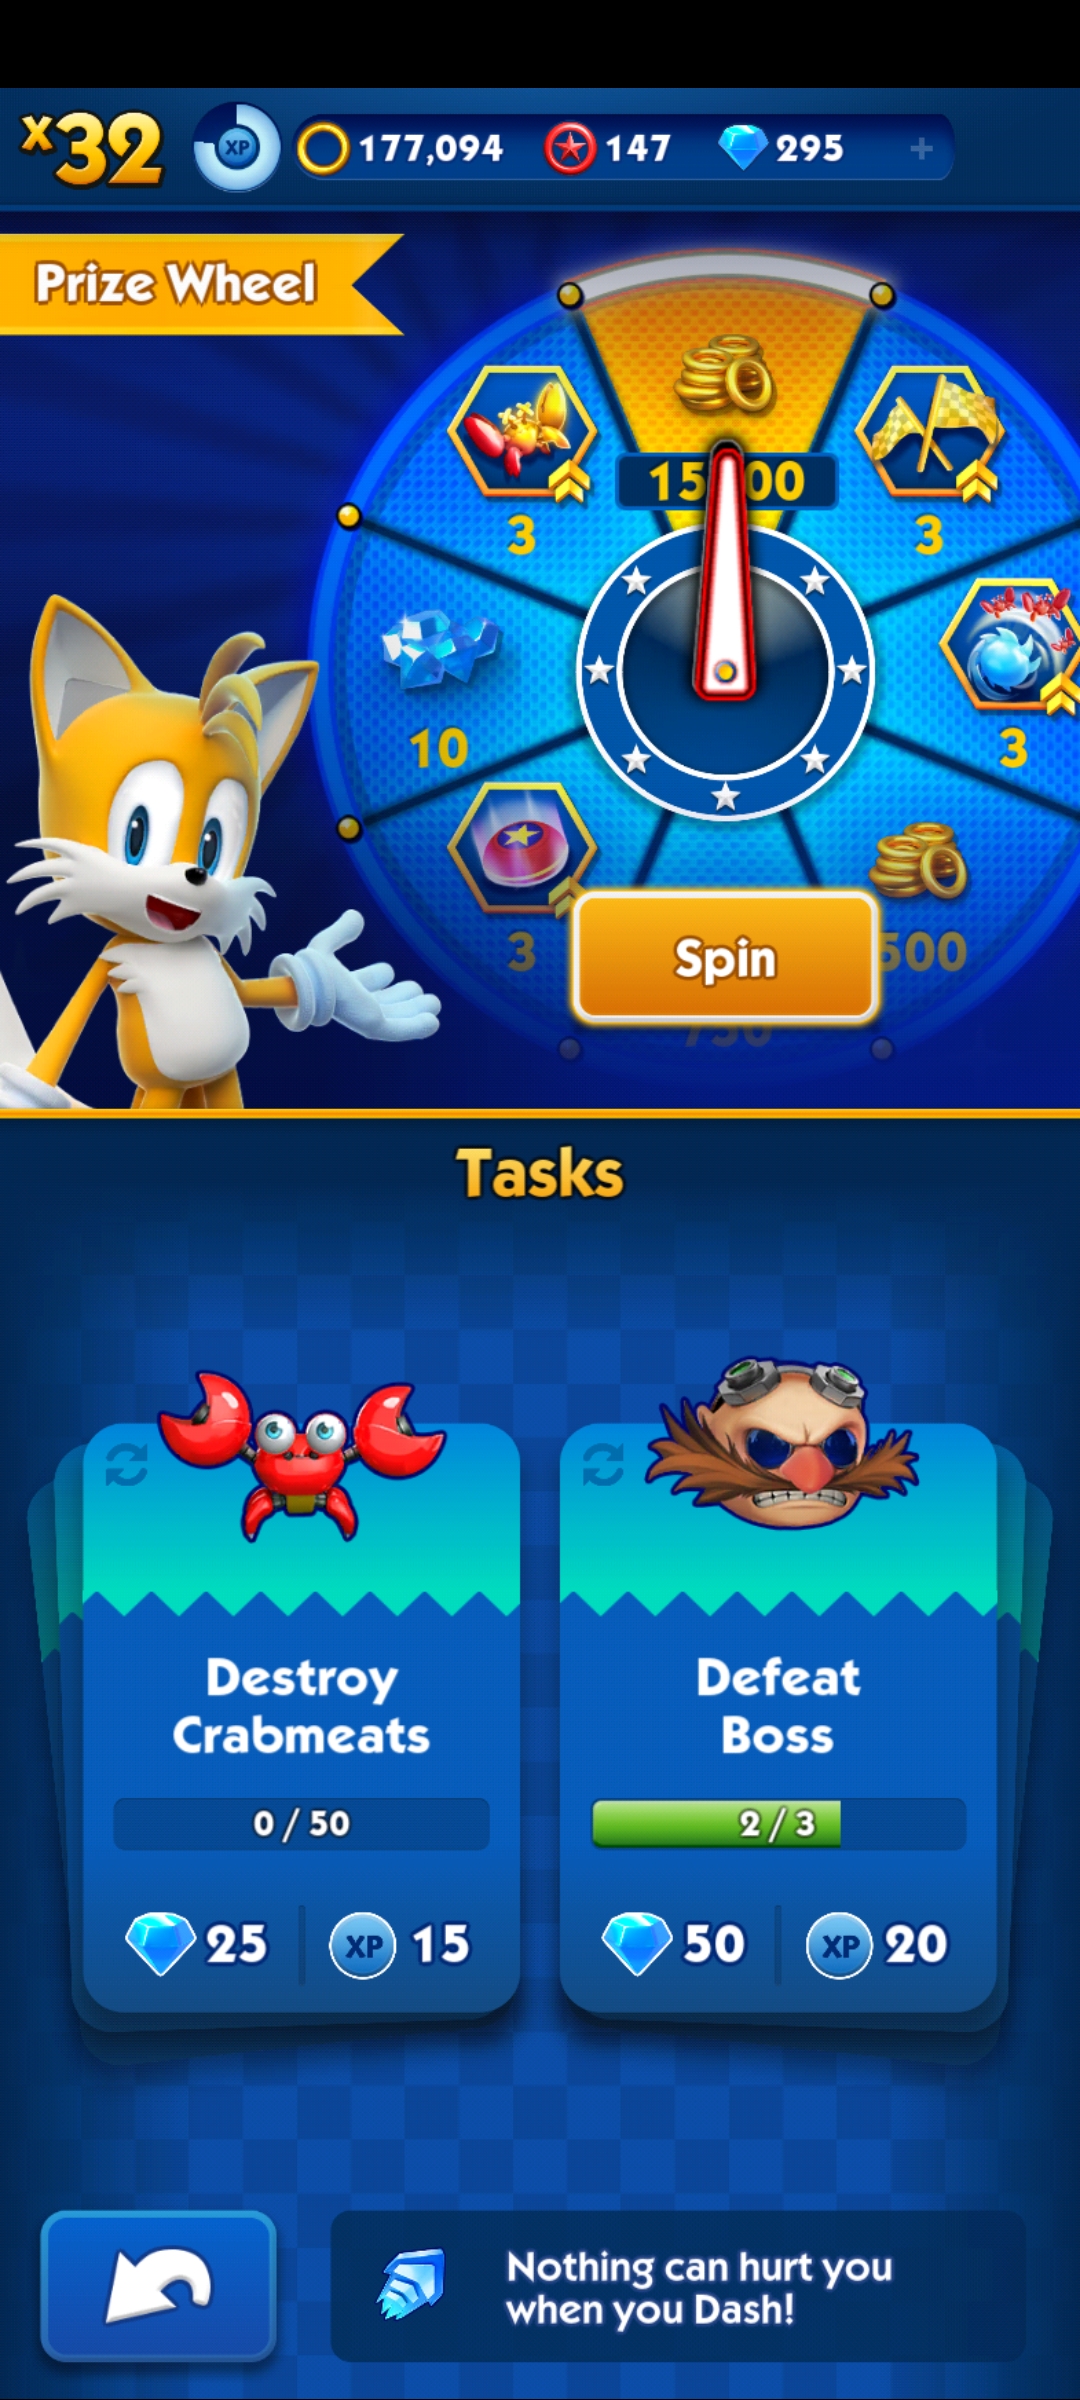 x32
XP
177,094
147
295
+
Prize Wheel
3
3
10
3
3
Spin
Tasks
Destroy
Crabmeats
0 / 50
25
XP
15
Defeat
Boss
2 / 3
50
XP
20
Nothing can hurt you
when you Dash!